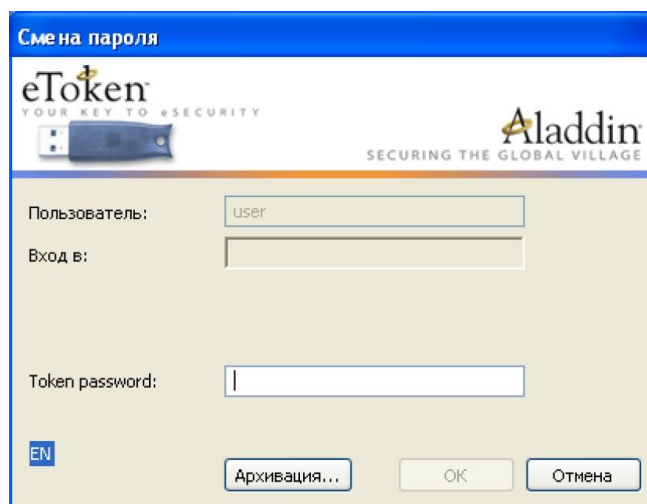 Смена пароля
eToken
YOUR KEY TO eSECURITY
Aladdin
SECURING THE GLOBAL VILLAGE
Пользователь: user
Вход в:
Token password:
EN
Архивация... ОК Отмена